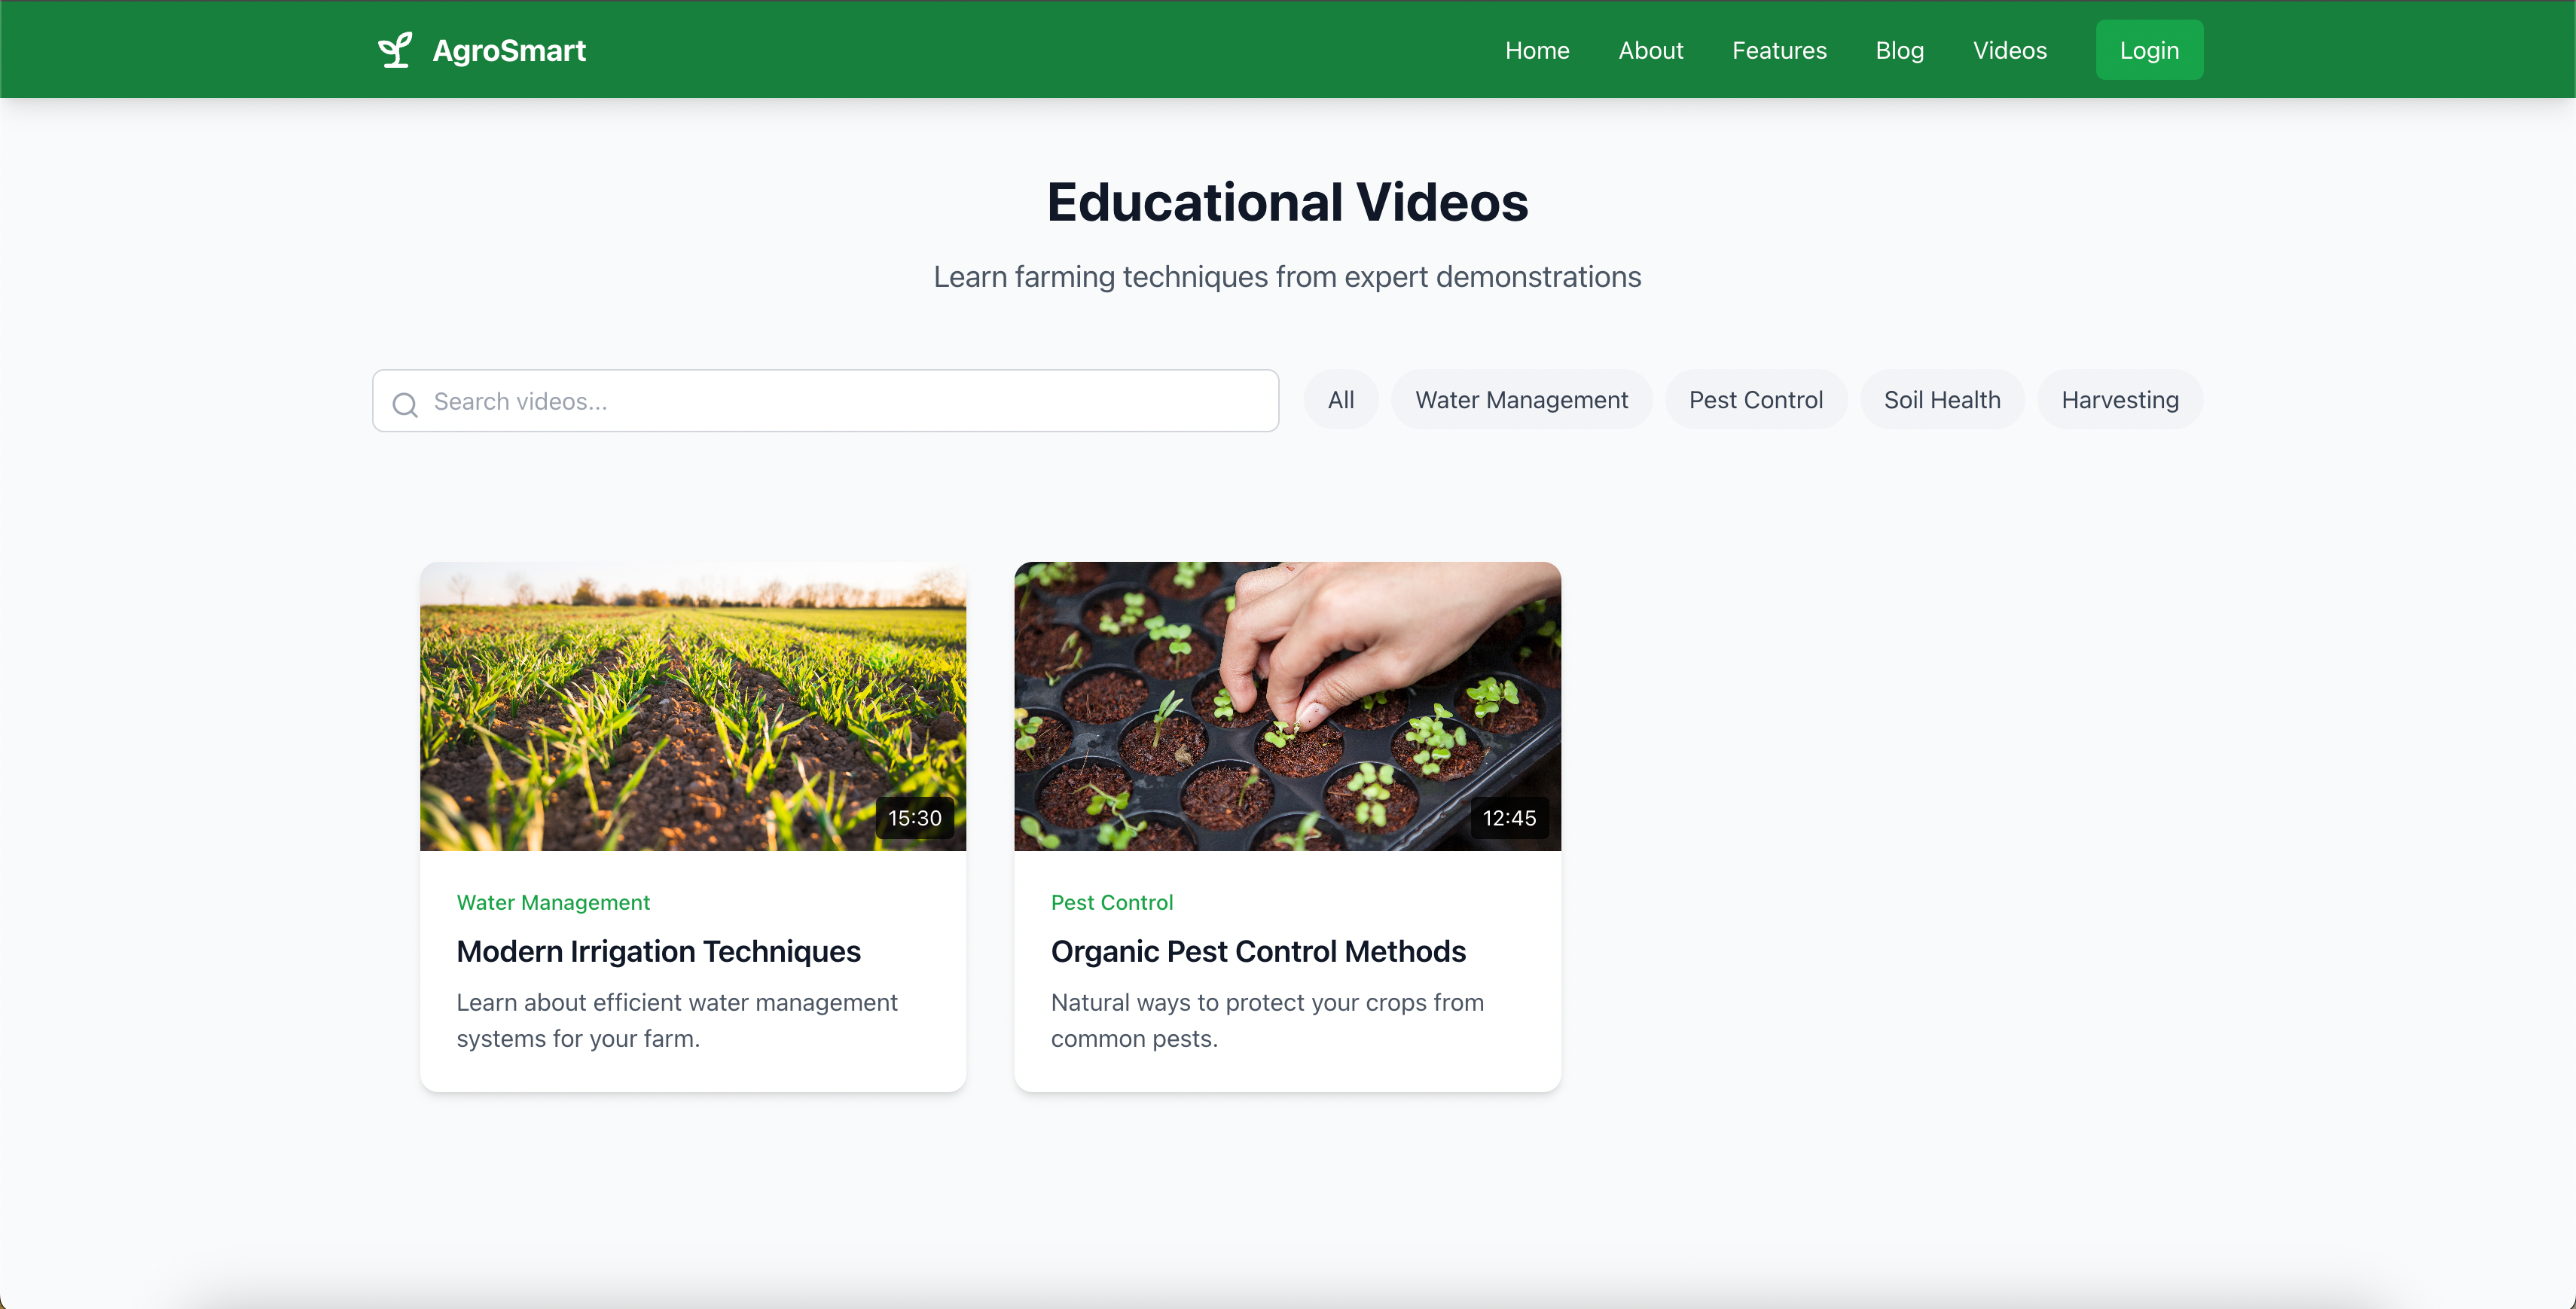 AgroSmart
Home
About
Features
Blog
Videos
Login
Educational Videos
Learn farming techniques from expert demonstrations
Search videos...
All
Water Management
Pest Control
Soil Health
Harvesting
15:30
Water Management
Modern Irrigation Techniques
Learn about efficient water management
systems for your farm.
12:45
Pest Control
Organic Pest Control Methods
Natural ways to protect your crops from
common pests.